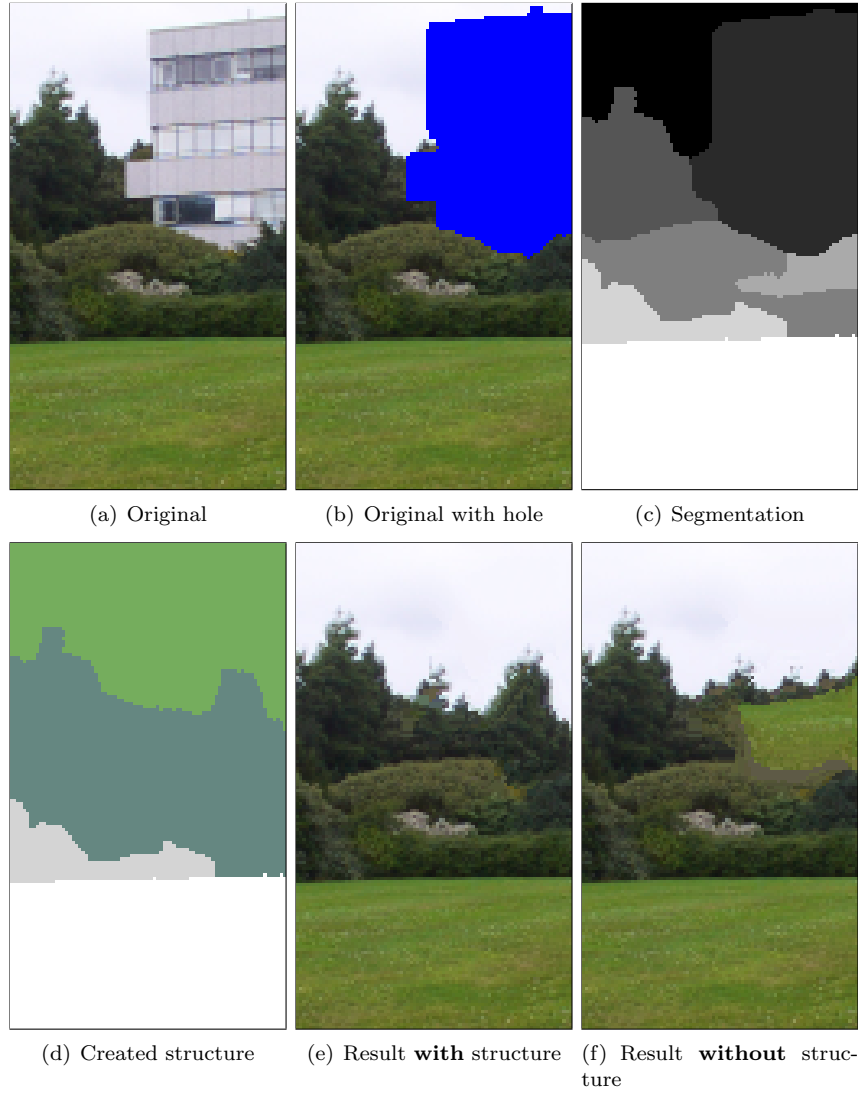 (a) Original
(b) Original with hole
(c) Segmentation
(d) Created structure
(e) Result with structure
(f) Result without struc-
ture